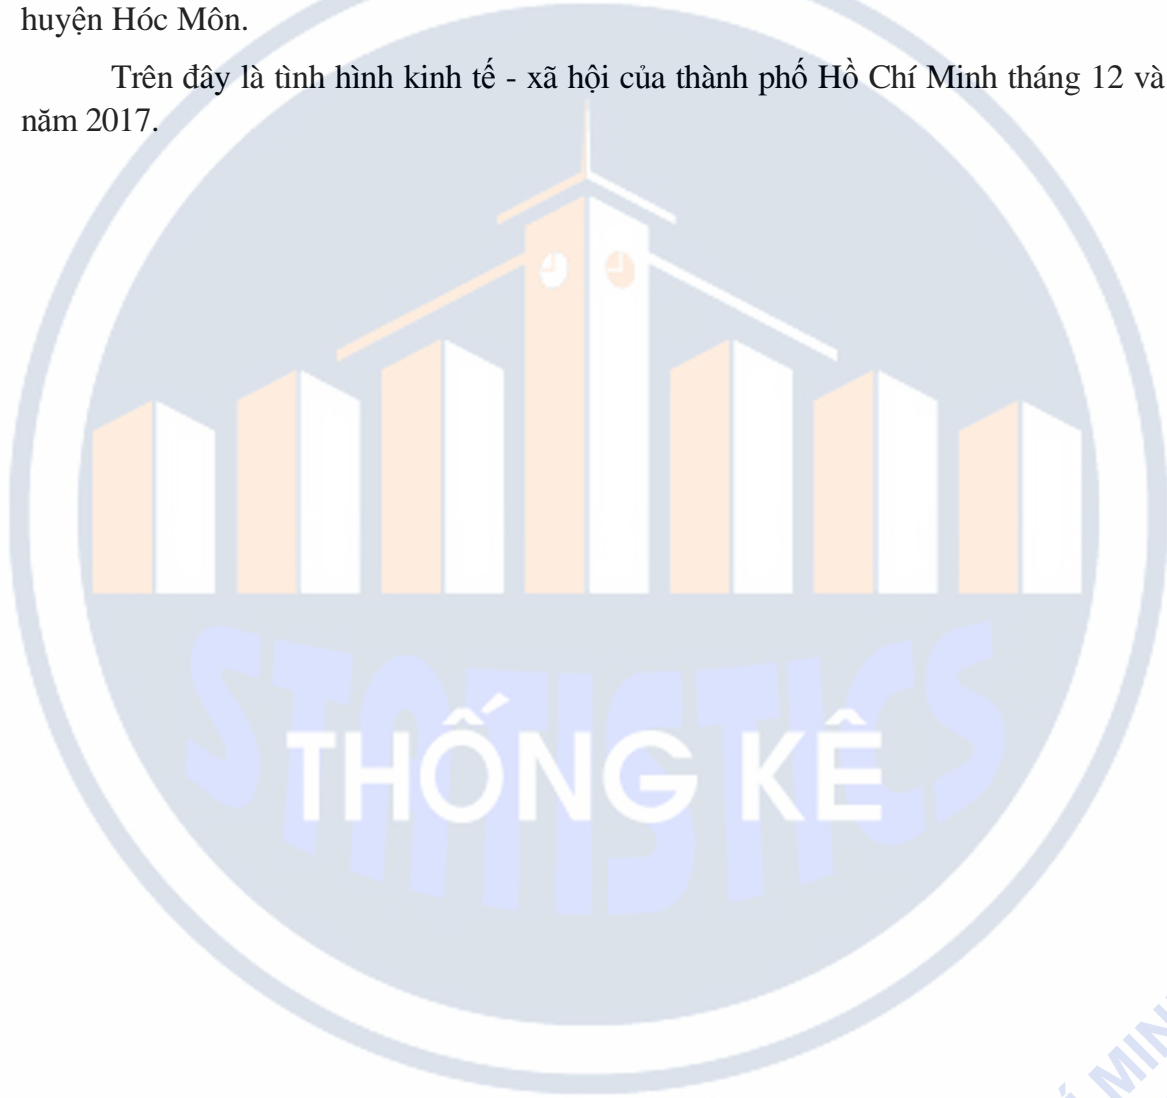 huyện Hóc Môn.
Trên đây là tình hình kinh tế - xã hội của thành phố Hồ Chí Minh tháng 12 và
năm 2017.
STATISTICS
THỐNG KÊ